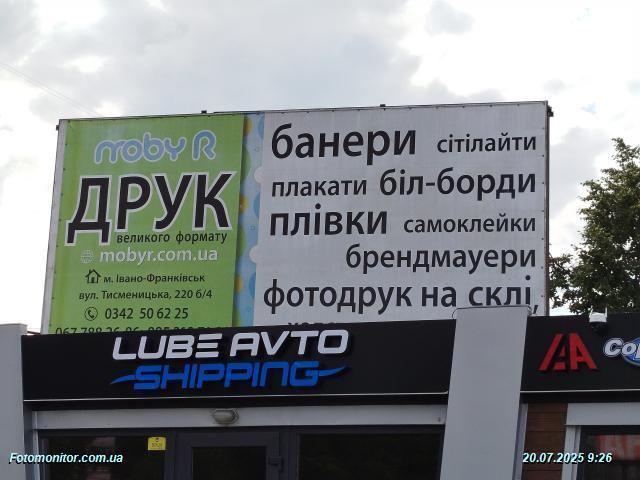 moby R
ДРУК
великого формату
mobyr.com.ua
м. Івано-Франківськ
вул. Тисменицька, 220 б/4
0342 50 62 25
банери сітілайти
плакати біл-борди
плівки самоклейки
брендмауери
фотодрук на склі,
LUBE AVTO
SHIPPING
Fotomonitor.com.ua
20.07.2025 9:26